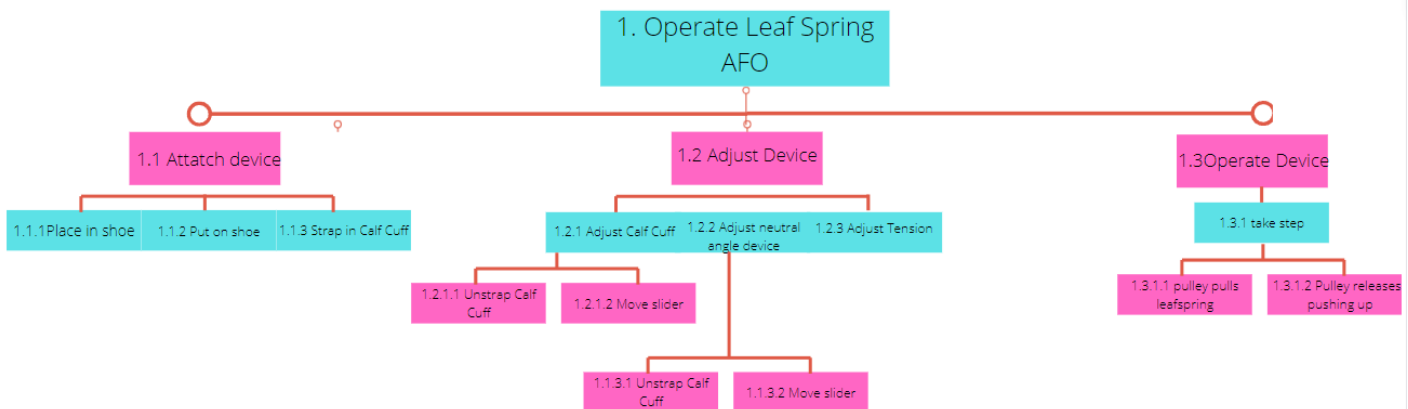 1. Operate Leaf Spring
AFO
1.1 Attatch device
1.2 Adjust Device
1.3Operate Device
1.1.1Place in shoe
1.1.2 Put on shoe
1.1.3 Strap in Calf Cuff
1.2.1 Adjust Calf Cuff
1.2.2 Adjust neutral
angle device
1.2.3 Adjust Tension
1.3.1 take step
1.2.1.1 Unstrap Calf
Cuff
1.2.1.2 Move slider
1.3.1.1 pulley pulls
leafspring
1.3.1.2 Pulley releases
pushing up
1.1.3.1 Unstrap Calf
Cuff
1.1.3.2 Move slider